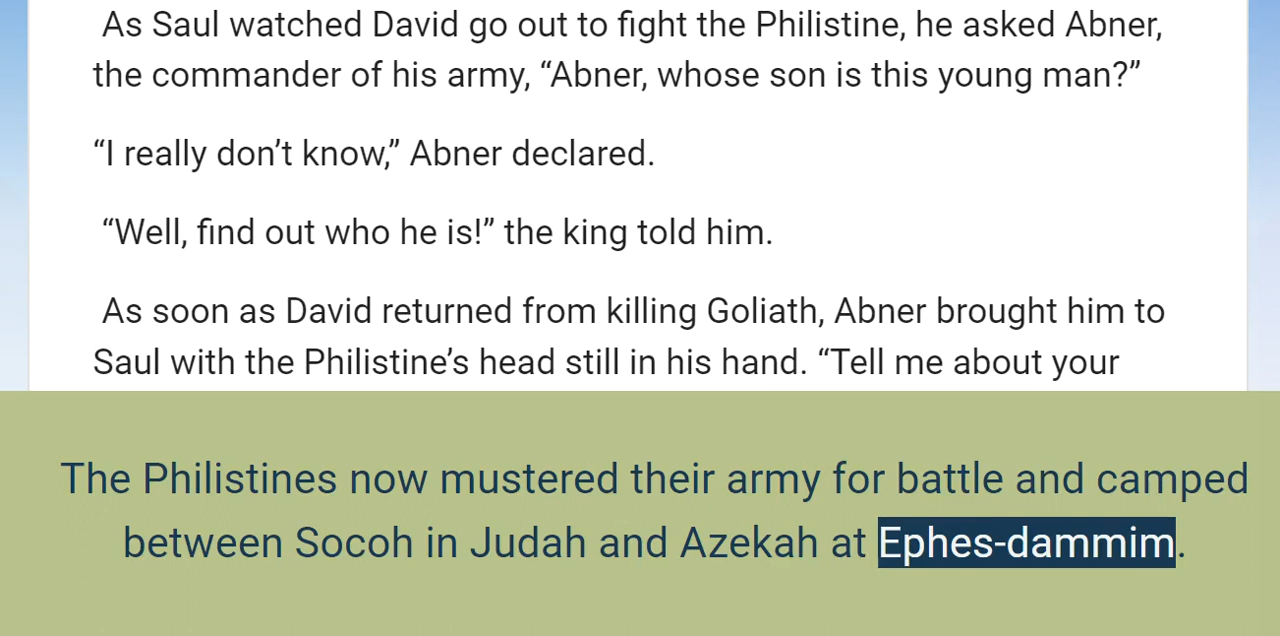 As Saul watched David go out to fight the Philistine, he asked Abner,
the commander of his army, “Abner, whose son is this young man?”
“I really don’t know,” Abner declared.
“Well, find out who he is!” the king told him.
As soon as David returned from killing Goliath, Abner brought him to
Saul with the Philistine’s head still in his hand. “Tell me about your
The Philistines now mustered their army for battle and camped
between Socoh in Judah and Azekah at Ephes-dammim.